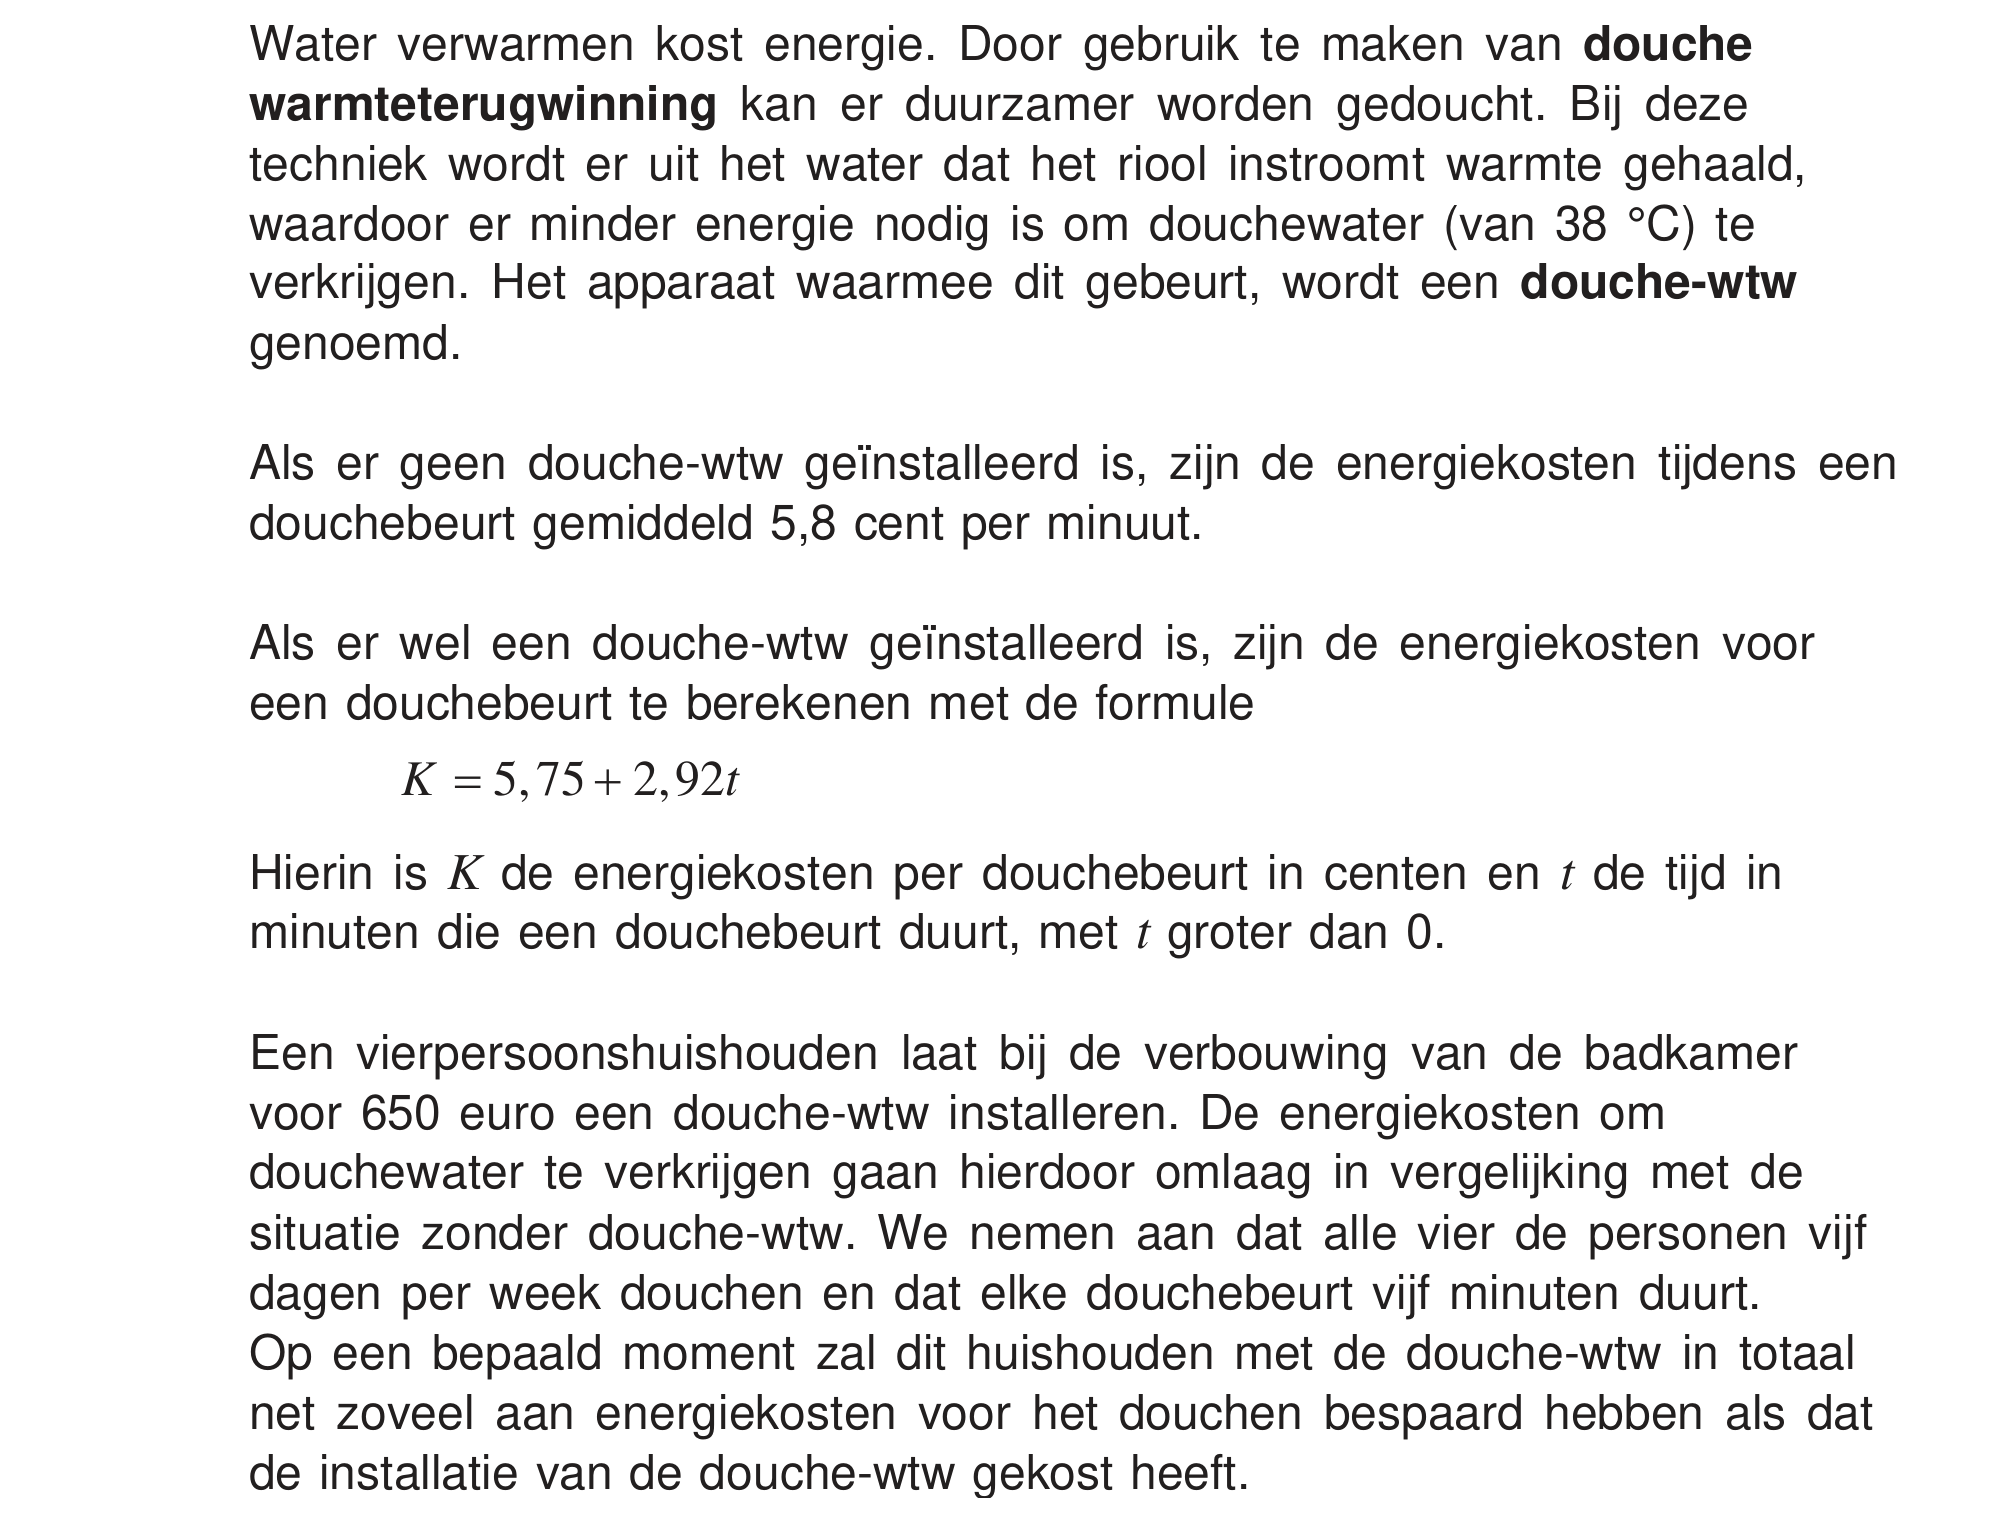 Water verwarmen kost energie. Door gebruik te maken van douche
warmteterugwinning kan er duurzamer worden gedoucht. Bij deze
techniek wordt er uit het water dat het riool instroomt warmte gehaald,
waardoor er minder energie nodig is om douchewater (van 38 °C) te
verkrijgen. Het apparaat waarmee dit gebeurt, wordt een douche-wtw
genoemd.
Als er geen douche-wtw geïnstalleerd is, zijn de energiekosten tijdens een
douchebeurt gemiddeld 5,8 cent per minuut.
Als er wel een douche-wtw geïnstalleerd is, zijn de energiekosten voor
een douchebeurt te berekenen met de formule
K = 5,75 + 2,92t
Hierin is K de energiekosten per douchebeurt in centen en t de tijd in
minuten die een douchebeurt duurt, met t groter dan 0.
Een vierpersoonshuishouden laat bij de verbouwing van de badkamer
voor 650 euro een douche-wtw installeren. De energiekosten om
douchewater te verkrijgen gaan hierdoor omlaag in vergelijking met de
situatie zonder douche-wtw. We nemen aan dat alle vier de personen vijf
dagen per week douchen en dat elke douchebeurt vijf minuten duurt.
Op een bepaald moment zal dit huishouden met de douche-wtw in totaal
net zoveel aan energiekosten voor het douchen bespaard hebben als dat
de installatie van de douche-wtw gekost heeft.